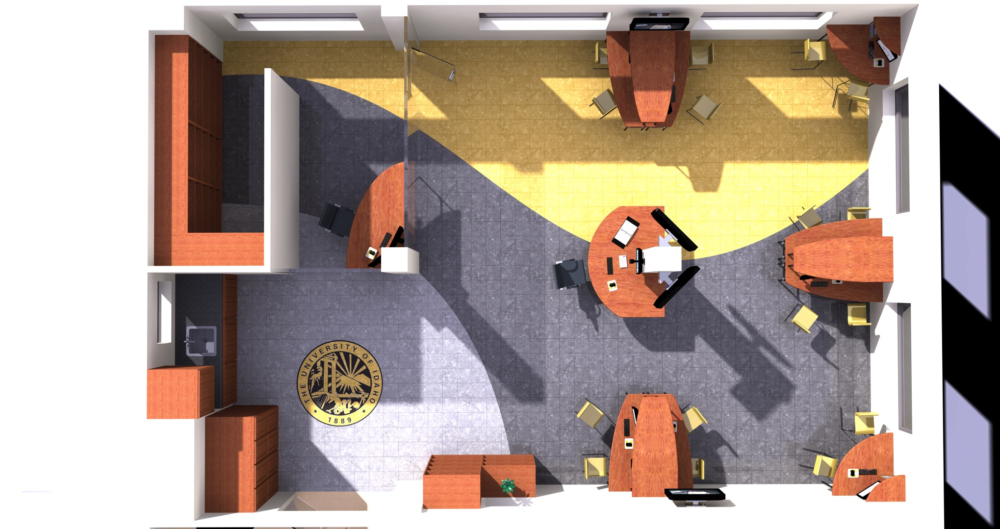 THE UNIVERSITY OF IDAHO
1889